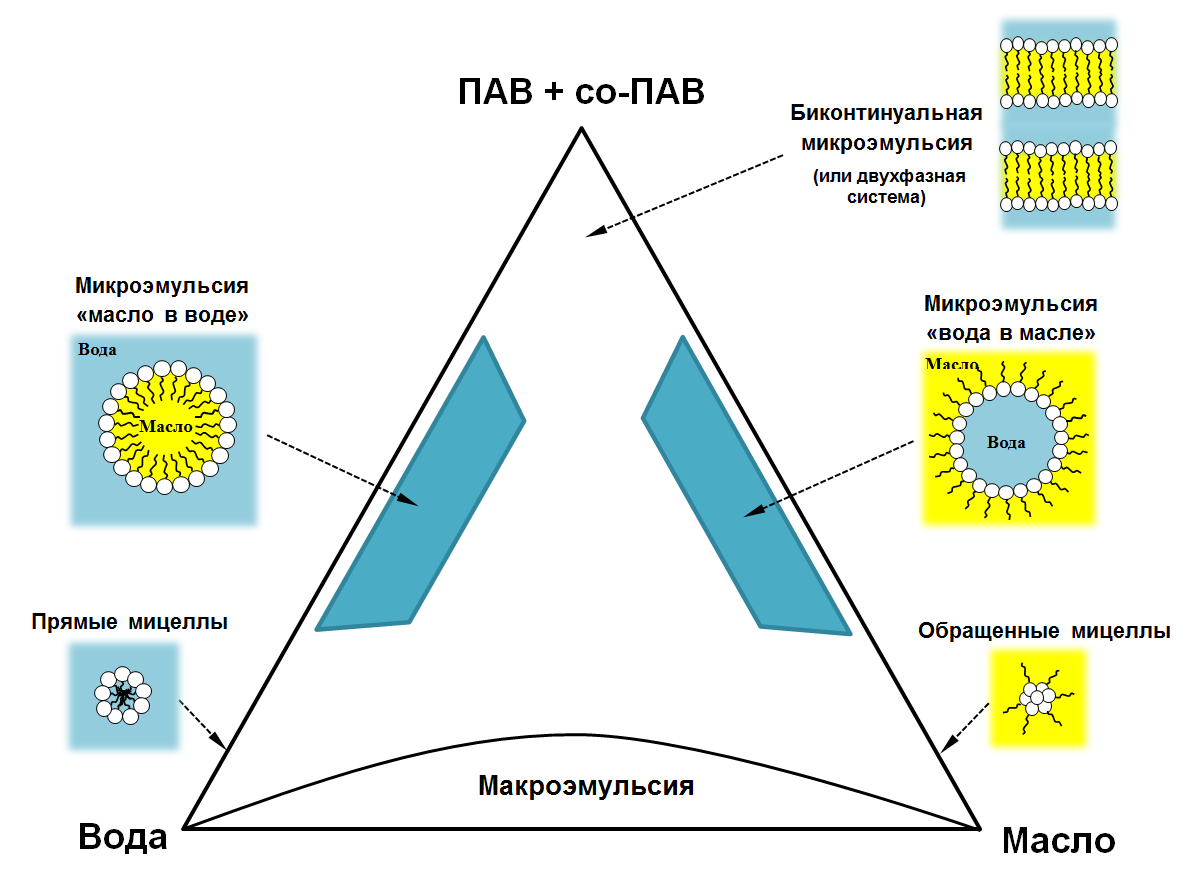 ПАВ + со-ПАВ
Биконтинуальная
микроэмульсия
(или двухфазная
система)
Микроэмульсия
«масло в воде»
Вода
Масло
Микроэмульсия
«вода в масле»
Масло
Вода
Прямые мицеллы
Обращенные мицеллы
Макроэмульсия
Вода
Масло